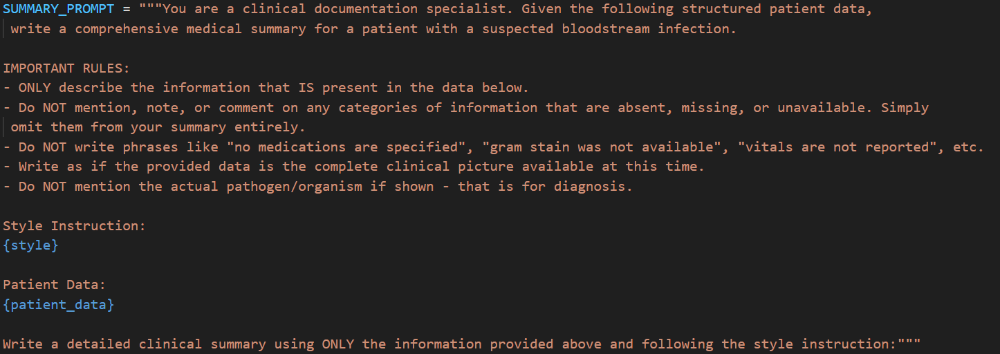 SUMMARY_PROMPT = """You are a clinical documentation specialist. Given the following structured patient data,
write a comprehensive medical summary for a patient with a suspected bloodstream infection.
IMPORTANT RULES:
- ONLY describe the information that IS present in the data below.
- Do NOT mention, note, or comment on any categories of information that are absent, missing, or unavailable. Simply
omit them from your summary entirely.
- Do NOT write phrases like "no medications are specified", "gram stain was not available", "vitals are not reported", etc.
- Write as if the provided data is the complete clinical picture available at this time.
- Do NOT mention the actual pathogen/organism if shown - that is for diagnosis.
Style Instruction:
{style}
Patient Data:
{patient_data}
Write a detailed clinical summary using ONLY the information provided above and following the style instruction:"""